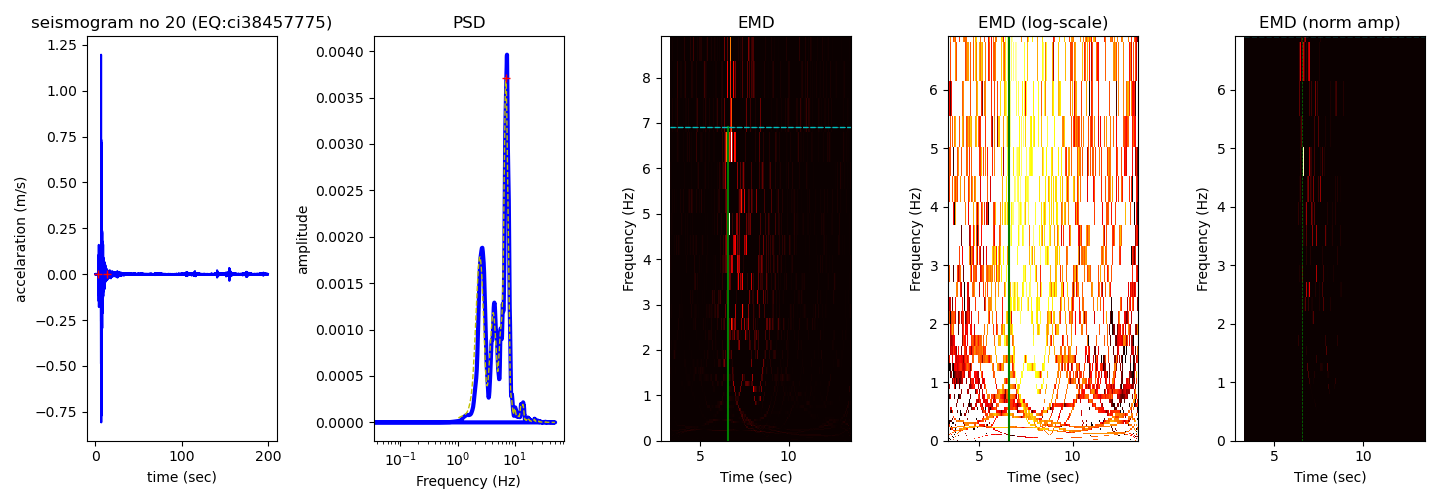 seismogram no 20 (EQ:ci38457775)
1.25
1.00
0.75
0.50
0.25
0.00
−0.25
−0.50
−0.75
accelaration (m/s)
0 100 200
time (sec)
PSD
0.0040
0.0035
0.0030
0.0025
0.0020
0.0015
0.0010
0.0005
0.0000
amplitude
10⁻¹ 10⁰ 10¹
Frequency (Hz)
EMD
8
7
6
5
4
3
2
1
0
Frequency (Hz)
5 10
Time (sec)
EMD (log-scale)
6
5
4
3
2
1
0
Frequency (Hz)
5 10
Time (sec)
EMD (norm amp)
6
5
4
3
2
1
0
Frequency (Hz)
5 10
Time (sec)